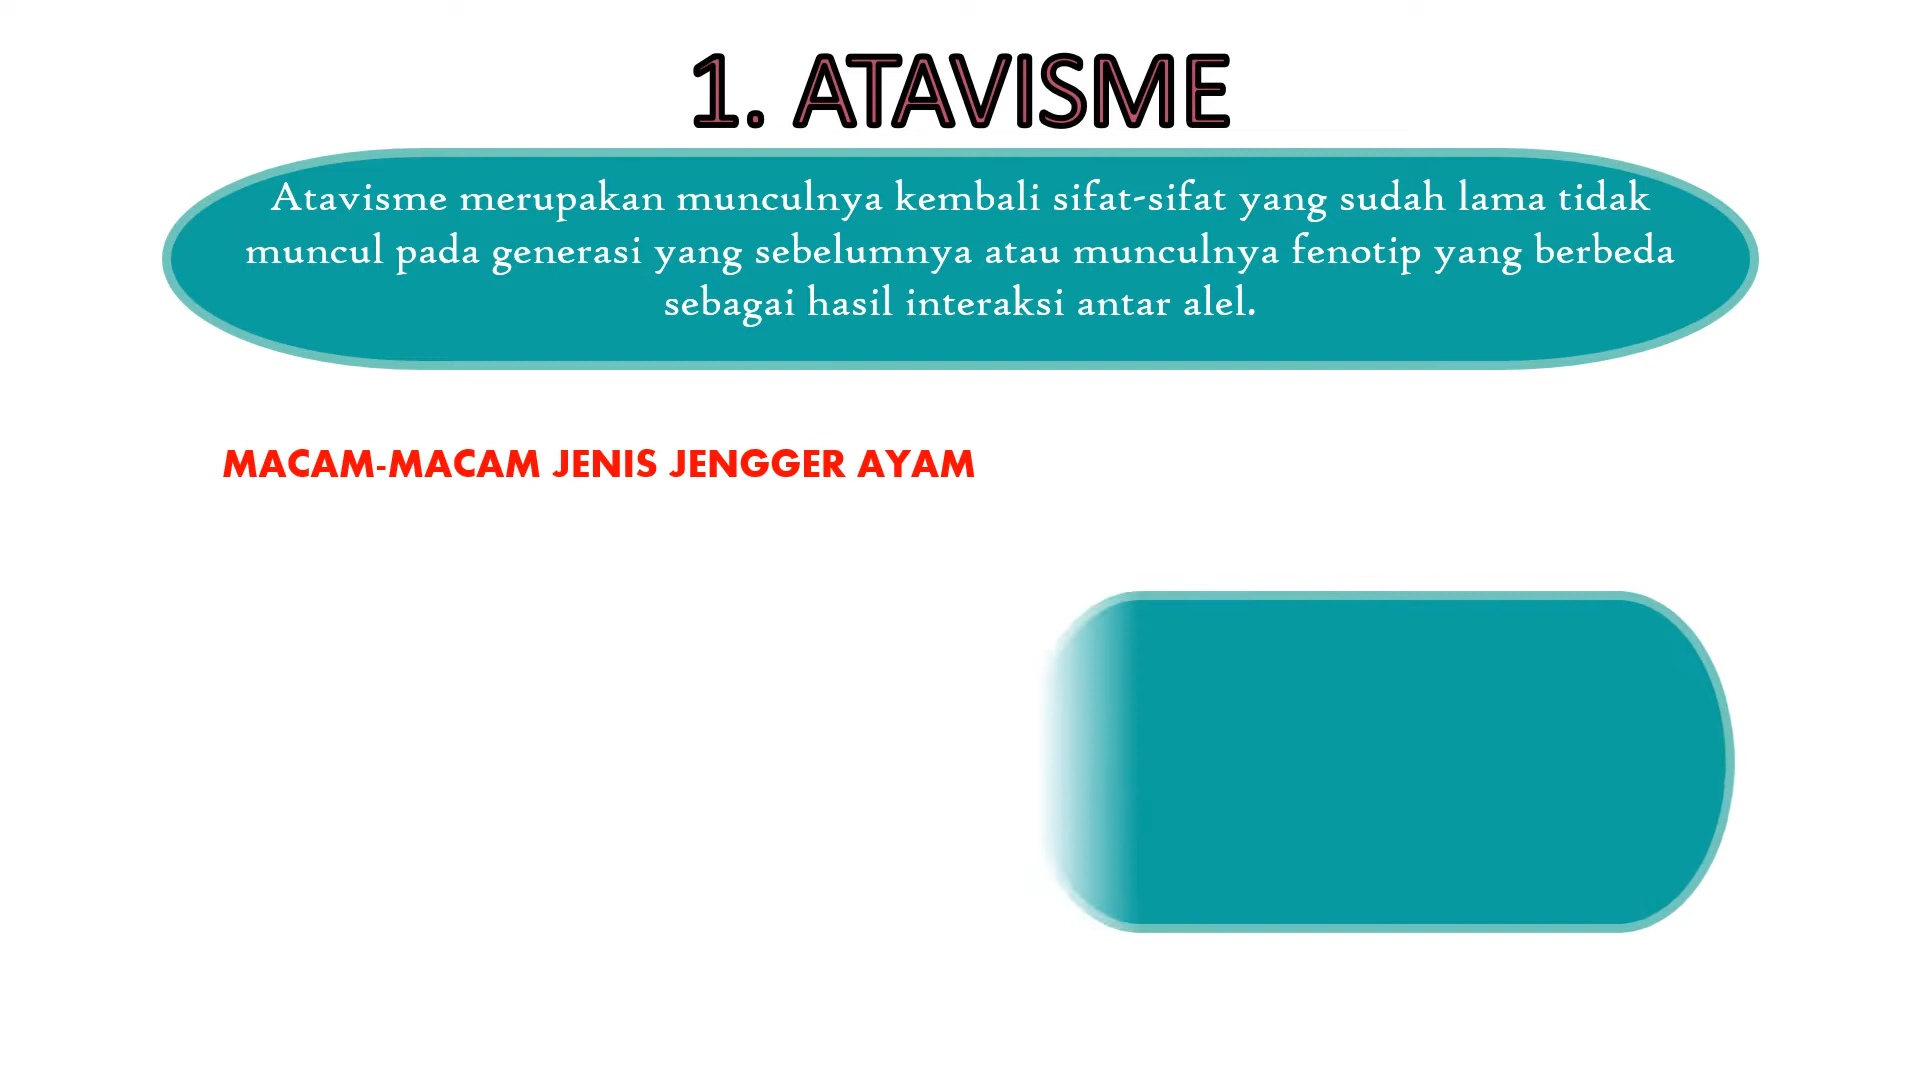 1. ATAVISME
Atavisme merupakan munculnya kembali sifat-sifat yang sudah lama tidak
muncul pada generasi yang sebelumnya atau munculnya fenotip yang berbeda
sebagai hasil interaksi antar alel.
MACAM-MACAM JENIS JENGGER AYAM